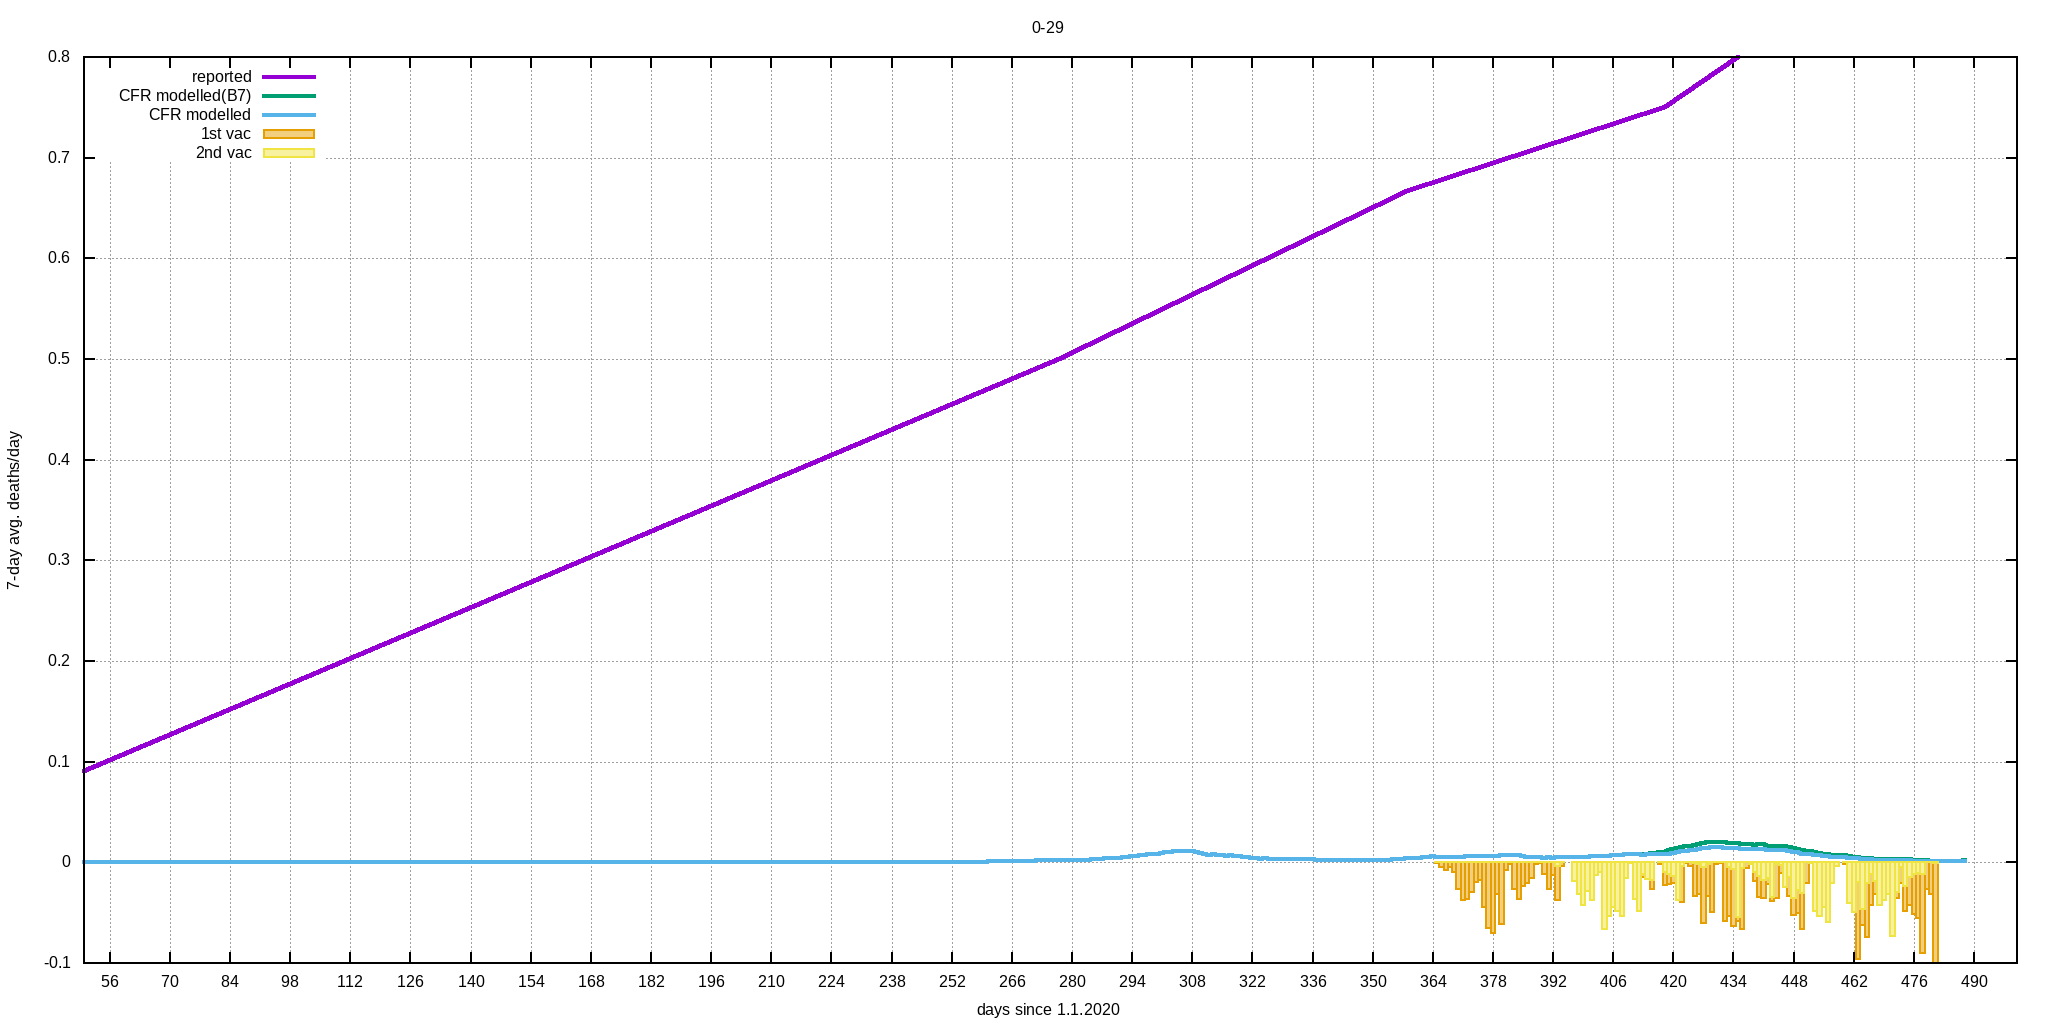 0-29
reported
CFR modelled(B7)
CFR modelled
1st vac
2nd vac
0.8
0.7
0.6
0.5
0.4
0.3
0.2
0.1
0
-0.1
7-day avg. deaths/day
56 70 84 98 112 126 140 154 168 182 196 210 224 238 252 266 280 294 308 322 336 350 364 378 392 406 420 434 448 462 476 490
days since 1.1.2020